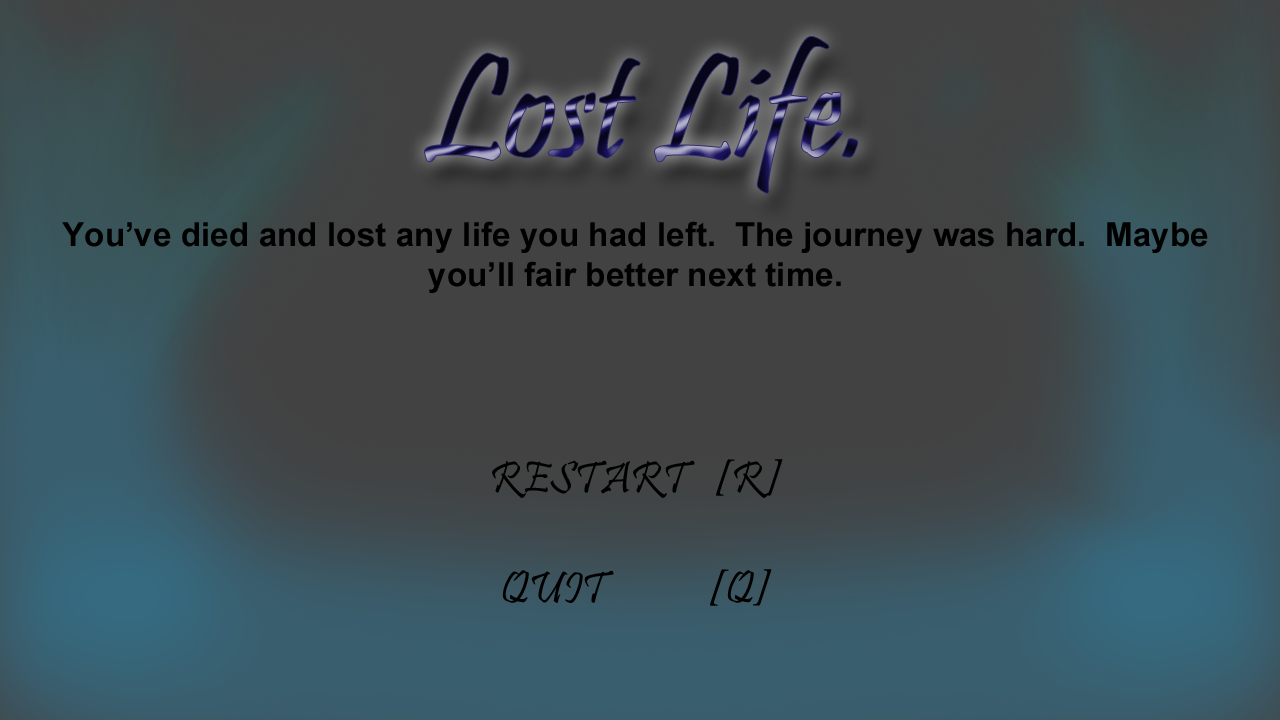 Lost Life.
You’ve died and lost any life you had left.  The journey was hard.  Maybe
you’ll fair better next time.
RESTART [R]
QUIT [Q]